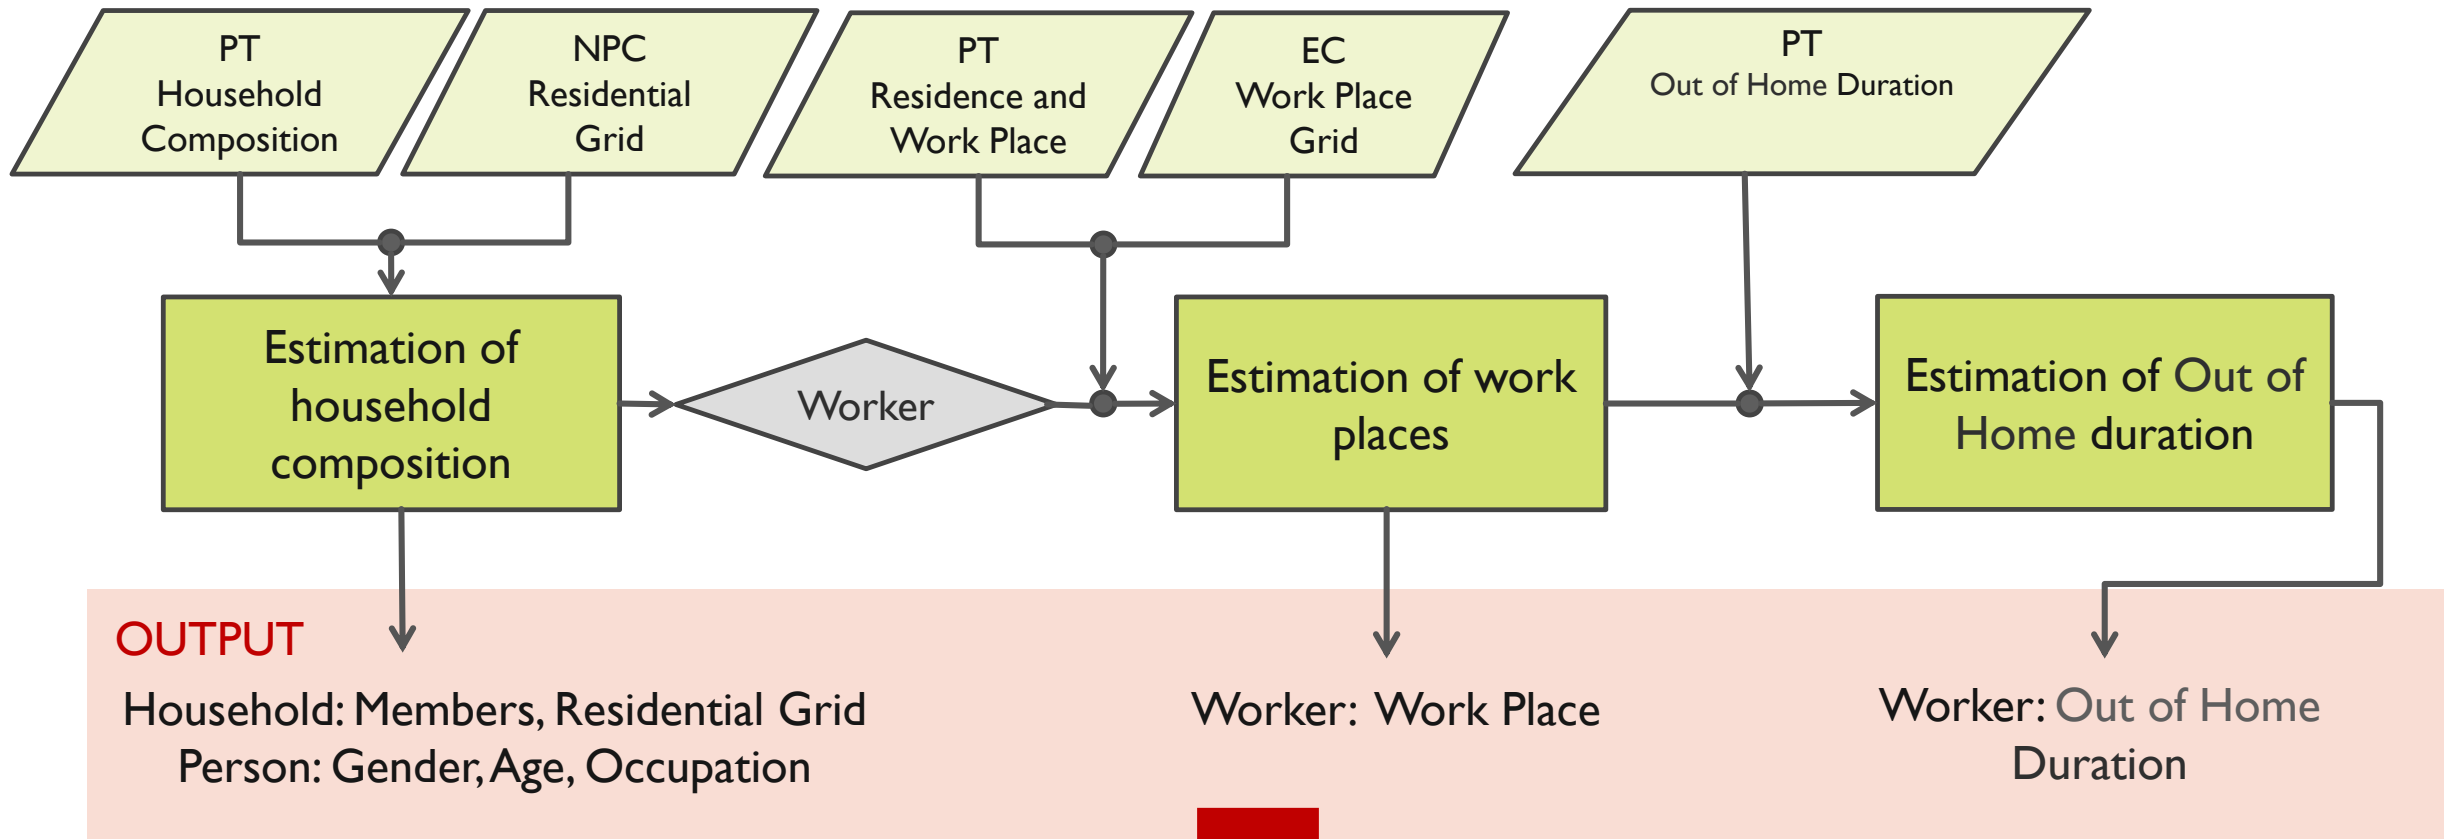 PT
Household
Composition
NPC
Residential
Grid
PT
Residence and
Work Place
EC
Work Place
Grid
PT
Out of Home Duration
Estimation of
household
composition
Worker
Estimation of work
places
Estimation of Out of
Home duration
OUTPUT
Household: Members, Residential Grid
Person: Gender, Age, Occupation
Worker: Work Place
Worker: Out of Home
Duration